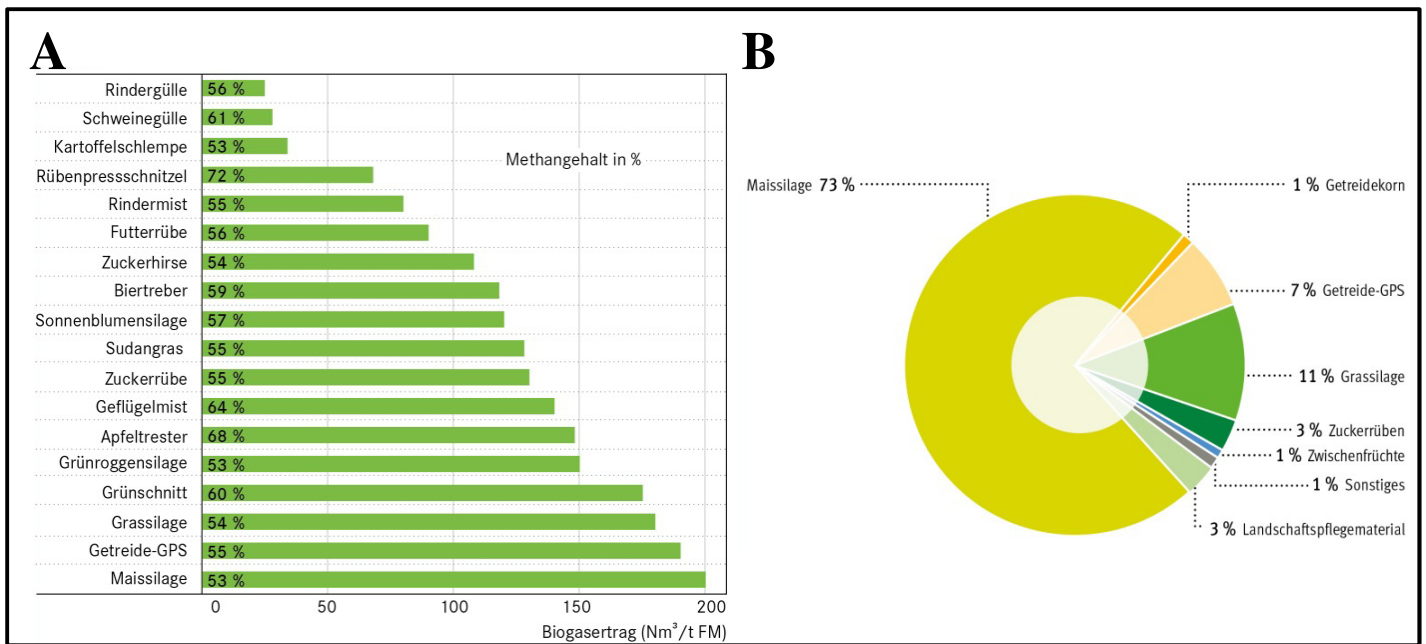 A
Rindergülle 56 %
Schweinegülle 61 %
Kartoffelschlempe 53 %
Methangehalt in %
Rübenpressschnitzel 72 %
Rindermist 55 %
Futterrübe 56 %
Zuckerhirse 54 %
Biertreber 59 %
Sonnenblumensilage 57 %
Sudangras 55 %
Zuckerrübe 55 %
Geflügelmist 64 %
Apfeltrester 68 %
Grünroggensilage 53 %
Grünschnitt 60 %
Grassilage 54 %
Getreide-GPS 55 %
Maissilage 53 %
0 50 100 150 200
Biogasertrag (Nm³/t FM)
B
Maissilage 73 %
1 % Getreidekorn
7 % Getreide-GPS
11 % Grassilage
3 % Zuckerrüben
1 % Zwischenfrüchte
1 % Sonstiges
3 % Landschaftspflegematerial